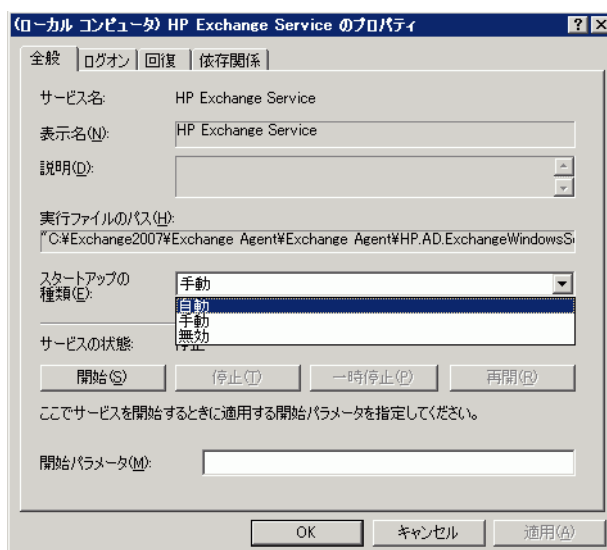 (ローカル コンピュータ) HP Exchange Service のプロパティ
全般 ログオン 回復 依存関係
サービス名: HP Exchange Service
表示名(N): HP Exchange Service
説明(D):
実行ファイルのパス(H):
"C:¥Exchange2007¥Exchange Agent¥Exchange Agent¥HP.AD.ExchangeWindowsS
スタートアップの
種類(E): 手動
自動
手動
無効
サービスの状態: 停止
開始(S) 停止(T) 一時停止(P) 再開(R)
ここでサービスを開始するときに適用する開始パラメータを指定してください。
開始パラメータ(M):
OK キャンセル 適用(A)